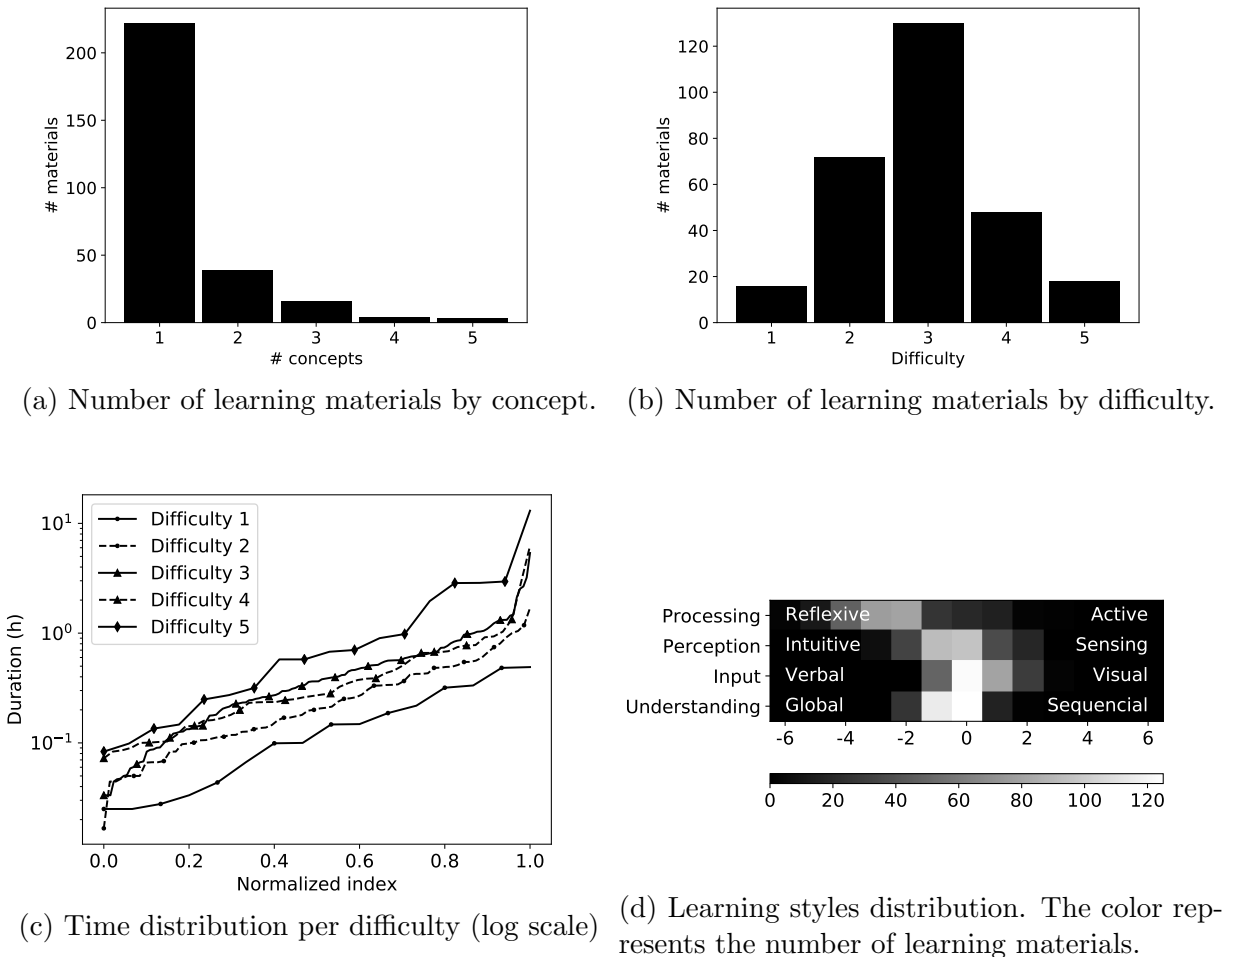 200
150
100
50
0
# materials
1 2 3 4 5
# concepts
(a) Number of learning materials by concept.
120
100
80
60
40
20
0
# materials
1 2 3 4 5
Difficulty
(b) Number of learning materials by difficulty.
10¹
10⁰
10⁻¹
Duration (h)
Difficulty 1
Difficulty 2
Difficulty 3
Difficulty 4
Difficulty 5
0.0 0.2 0.4 0.6 0.8 1.0
Normalized index
(c) Time distribution per difficulty (log scale)
Processing Reflexive Active
Perception Intuitive Sensing
Input Verbal Visual
Understanding Global Sequencial
-6 -4 -2 0 2 4 6
0 20 40 60 80 100 120
(d) Learning styles distribution. The color rep-
resents the number of learning materials.